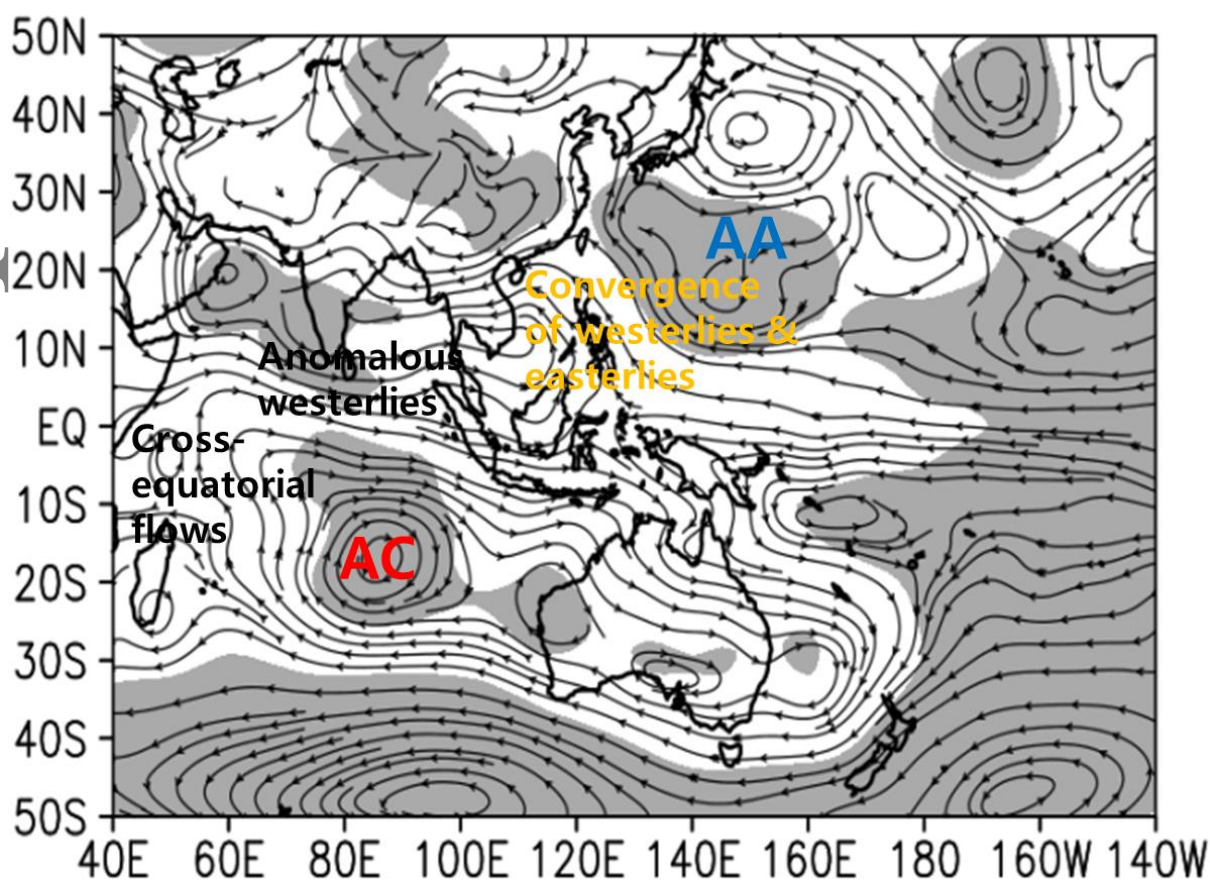 50N
40N
30N
20N
10N
EQ
10S
20S
30S
40S
50S
AA
Convergence
of westerlies &
easterlies
Anomalous
westerlies
Cross-
equatorial
flows
AC
40E 60E 80E 100E 120E 140E 160E 180 160W 140W